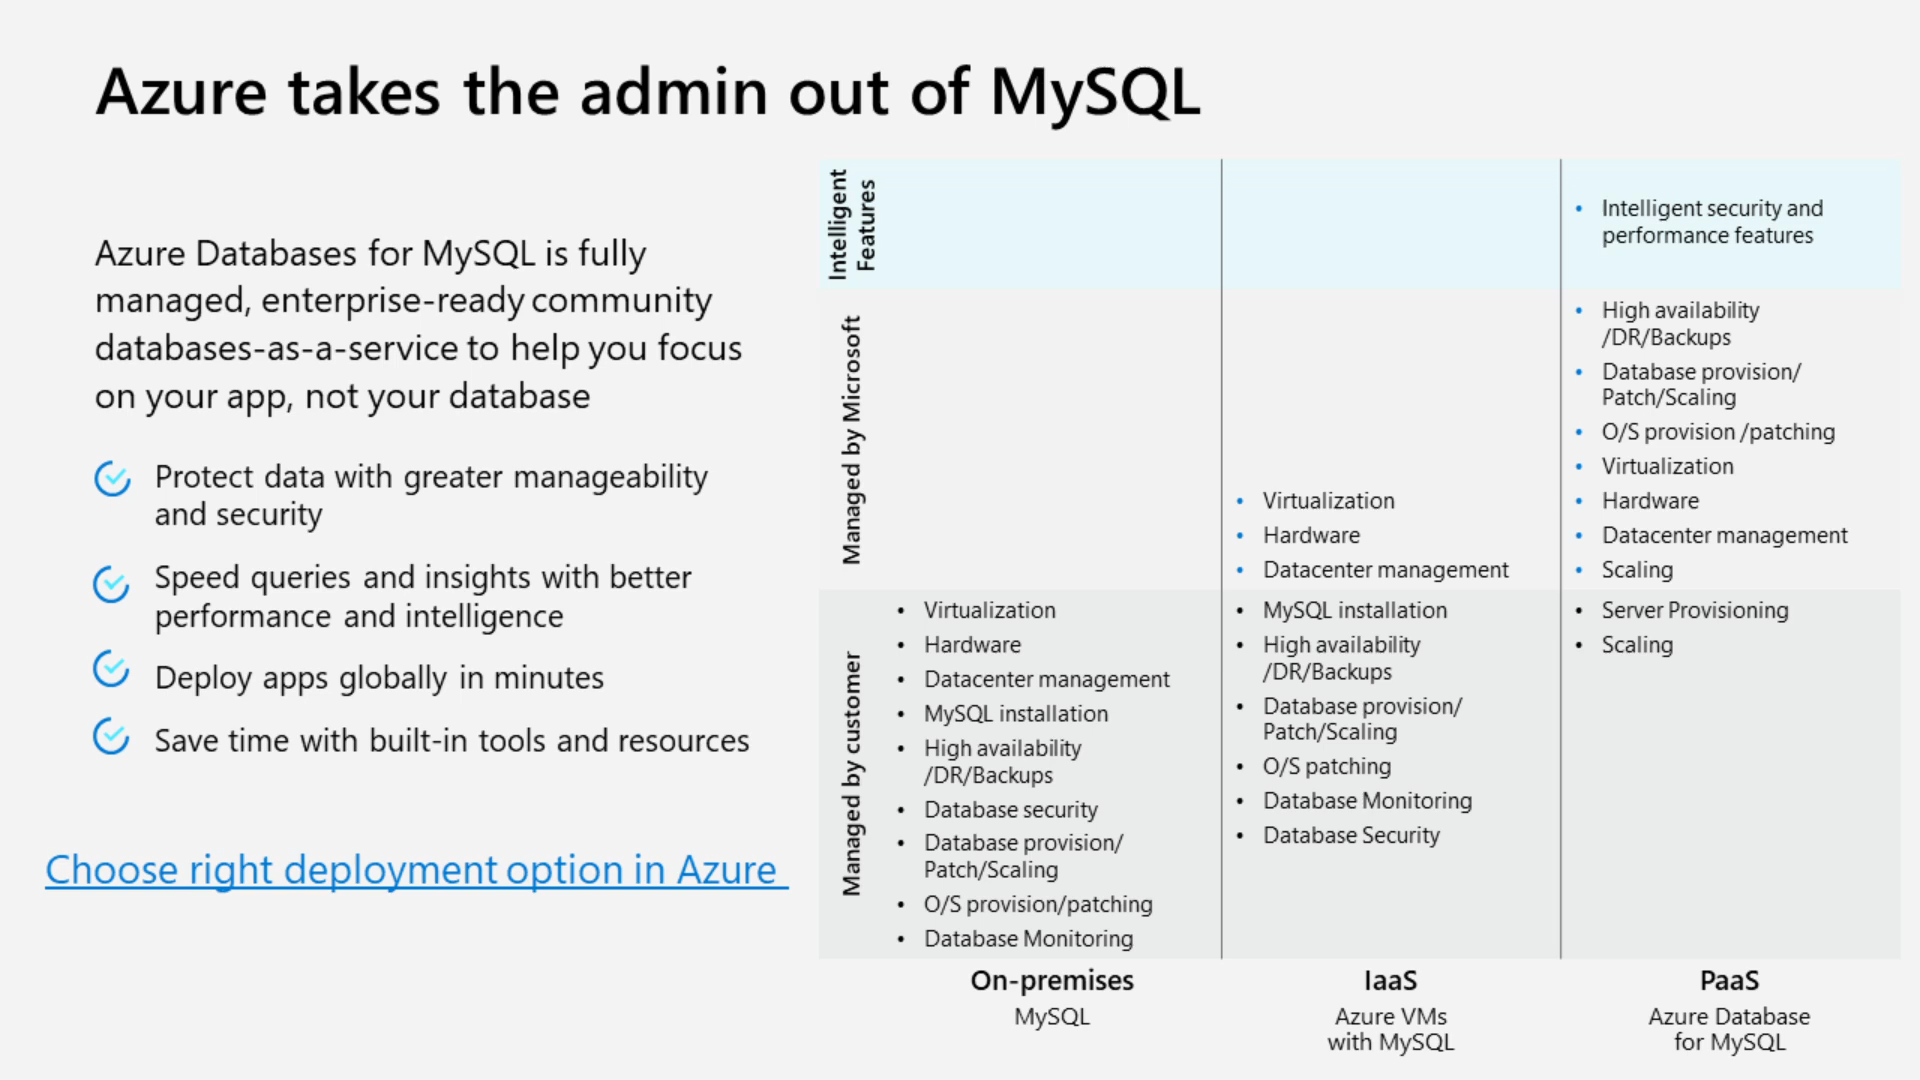 Azure takes the admin out of MySQL
Azure Databases for MySQL is fully
managed, enterprise-ready community
databases-as-a-service to help you focus
on your app, not your database
Protect data with greater manageability
and security
Speed queries and insights with better
performance and intelligence
Deploy apps globally in minutes
Save time with built-in tools and resources
Choose right deployment option in Azure
Intelligent
Features
• Intelligent security and
performance features
Managed by Microsoft
• Virtualization
• Hardware
• Datacenter management
• High availability
/DR/Backups
• Database provision/
Patch/Scaling
• O/S provision /patching
• Virtualization
• Hardware
• Datacenter management
• Scaling
Managed by customer
• Virtualization
• Hardware
• Datacenter management
• MySQL installation
• High availability
/DR/Backups
• Database security
• Database provision/
Patch/Scaling
• O/S provision/patching
• Database Monitoring
• MySQL installation
• High availability
/DR/Backups
• Database provision/
Patch/Scaling
• O/S patching
• Database Monitoring
• Database Security
• Server Provisioning
• Scaling
On-premises
MySQL
IaaS
Azure VMs
with MySQL
PaaS
Azure Database
for MySQL